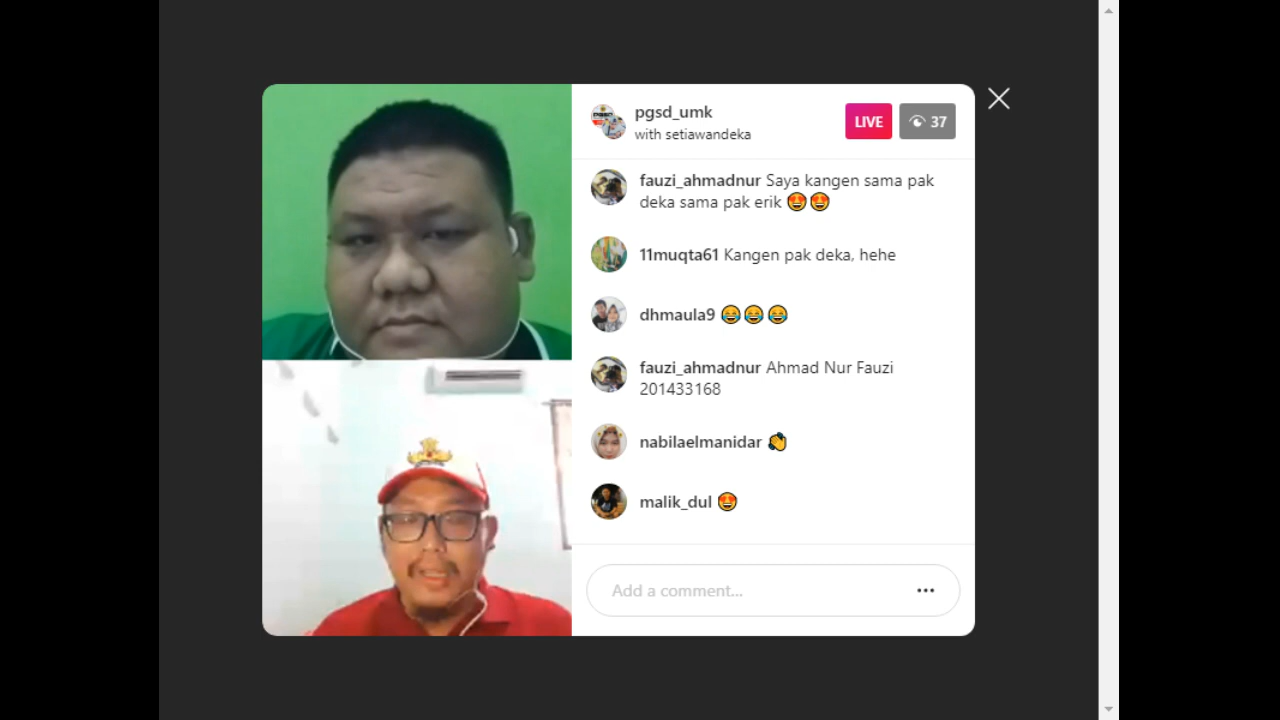 pgsd_umk
with setiawandeka
LIVE
37
fauzi_ahmadnur Saya kangen sama pak
deka sama pak erik 🤩🤩
11muqta61 Kangen pak deka, hehe
dhmaula9 😂😂😂
fauzi_ahmadnur Ahmad Nur Fauzi
201433168
nabilaelmanidar 👏
malik_dul 🤩
Add a comment...